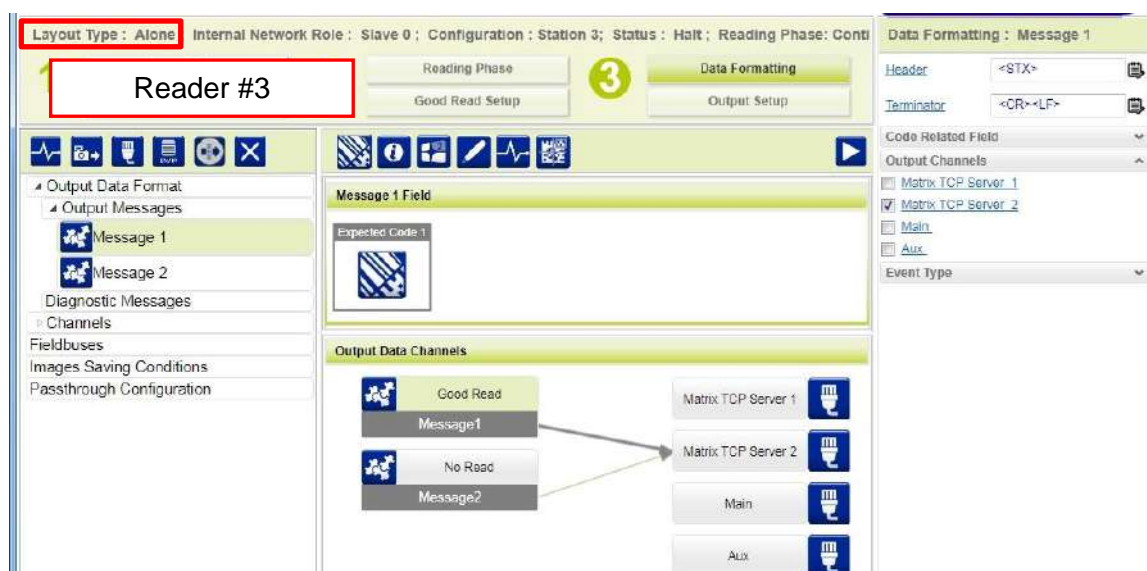 Layout Type : Alone Internal Network Role : Slave 0 ; Configuration : Station 3; Status : Halt ; Reading Phase: Conti
Reader #3
Reading Phase
Good Read Setup
3
Data Formatting
Output Setup
Output Data Format
Output Messages
Message 1
Message 2
Diagnostic Messages
Channels
Fieldbuses
Images Saving Conditions
Passthrough Configuration
Message 1 Field
Expected Code 1
Output Data Channels
Good Read
Message1
No Read
Message2
Matrix TCP Server 1
Matrix TCP Server 2
Main
Aux
Data Formatting : Message 1
Header <STX>
Terminator <CR><LF>
Code Related Field
Output Channels
Matrix TCP Server 1
Matrix TCP Server 2
Main
Aux
Event Type